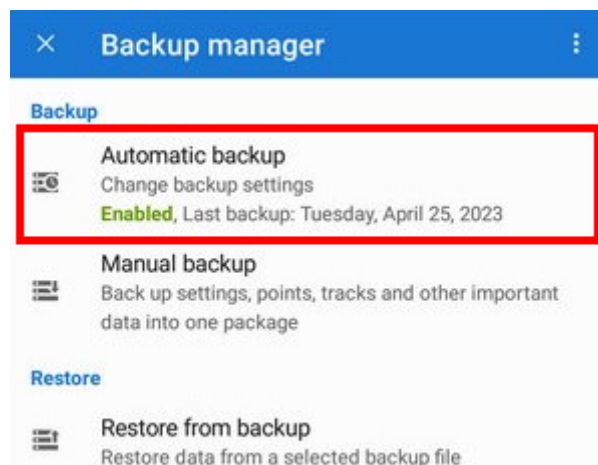 Backup manager
Backup
Automatic backup
Change backup settings
Enabled, Last backup: Tuesday, April 25, 2023
Manual backup
Back up settings, points, tracks and other important
data into one package
Restore
Restore from backup
Restore data from a selected backup file